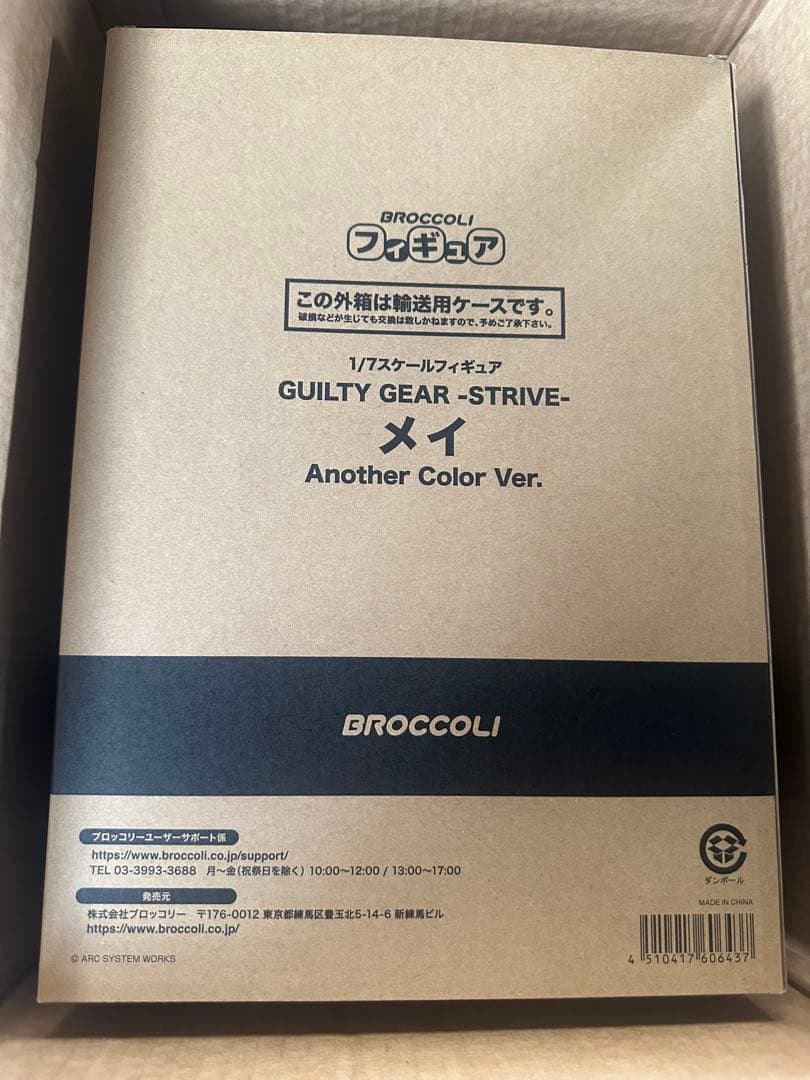 BROCCOLI
フィギュア
この外箱は輸送用ケースです。
破損などが生じても交換は致しかねますので、予めご了承下さい。
1/7スケールフィギュア
GUILTY GEAR -STRIVE-
メイ
Another Color Ver.
BROCCOLI
ブロッコリーユーザーサポート係
https://www.broccoli.co.jp/support/
TEL 03-3993-3688 月～金(祝祭日を除く) 10:00～12:00 / 13:00～17:00
発売元
株式会社ブロッコリー 〒176-0012 東京都練馬区豊玉北5-14-6 新練馬ビル
https://www.broccoli.co.jp/
© ARC SYSTEM WORKS
ダンボール
MADE IN CHINA
4 510417 606437